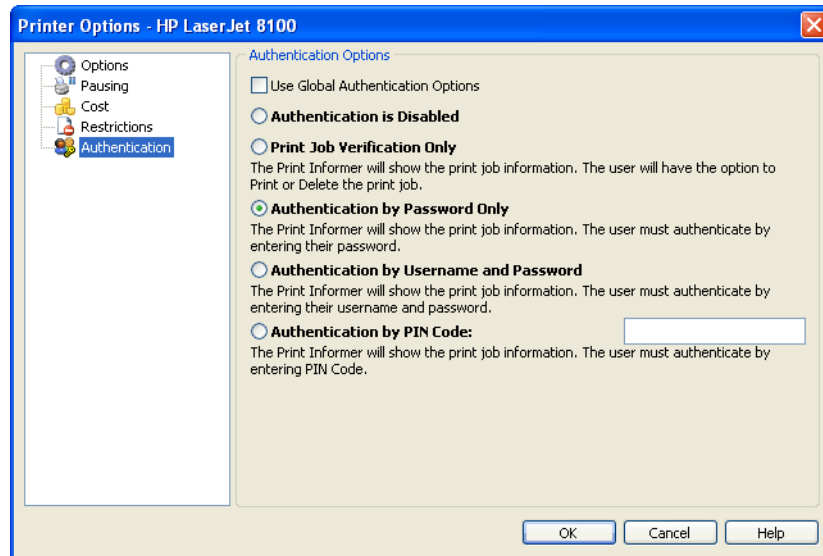 Printer Options - HP LaserJet 8100
Options
Pausing
Cost
Restrictions
Authentication
Authentication Options
Use Global Authentication Options
Authentication is Disabled
Print Job Verification Only
The Print Informer will show the print job information. The user will have the option to
Print or Delete the print job.
Authentication by Password Only
The Print Informer will show the print job information. The user must authenticate by
entering their password.
Authentication by Username and Password
The Print Informer will show the print job information. The user must authenticate by
entering their username and password.
Authentication by PIN Code:
The Print Informer will show the print job information. The user must authenticate by
entering PIN Code.
OK Cancel Help